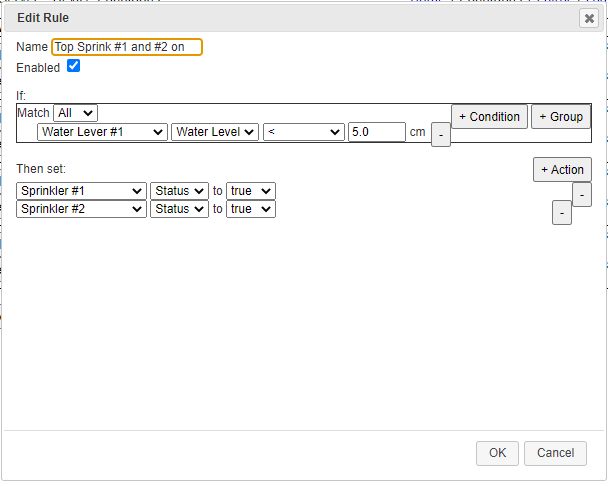 Edit Rule
Name Top Sprink #1 and #2 on
Enabled
If:
Match All + Condition + Group
Water Lever #1 Water Level < 5.0 cm -
Then set: + Action
Sprinkler #1 Status to true -
Sprinkler #2 Status to true -
OK Cancel